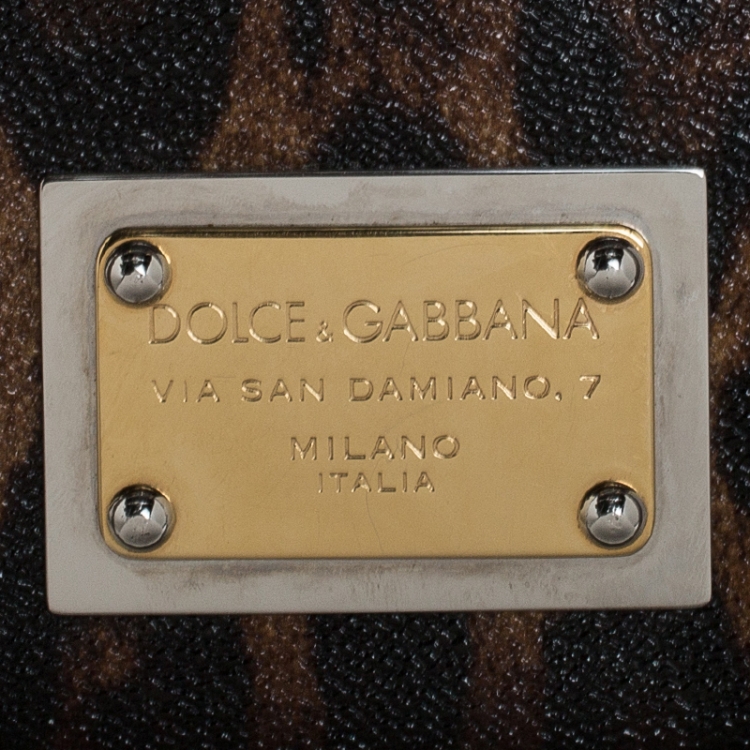 DOLCE & GABBANA
VIA SAN DAMIANO, 7
MILANO
ITALIA